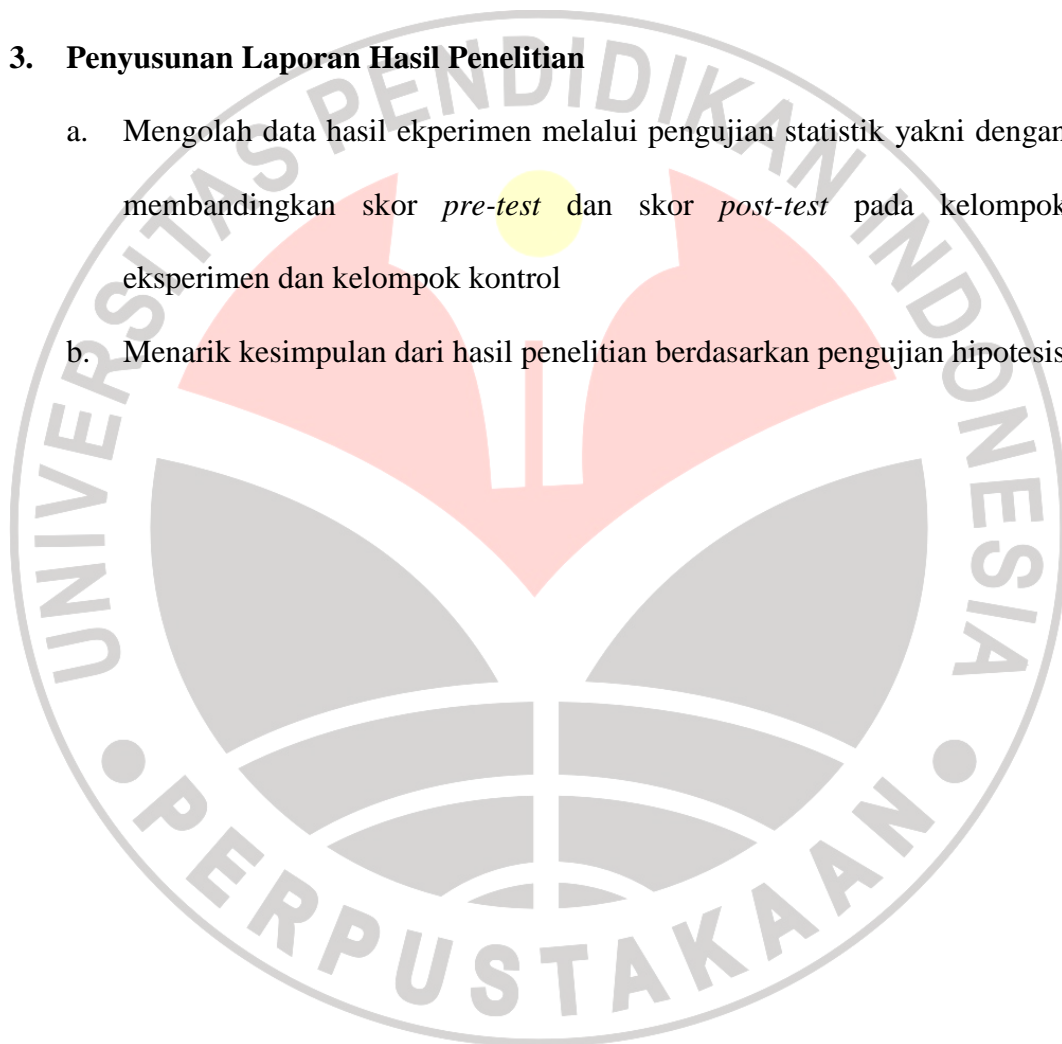 3. Penyusunan Laporan Hasil Penelitian
a. Mengolah data hasil ekperimen melalui pengujian statistik yakni dengan
membandingkan skor pre-test dan skor post-test pada kelompok
eksperimen dan kelompok kontrol
b. Menarik kesimpulan dari hasil penelitian berdasarkan pengujian hipotesis
UNIVERSITAS PENDIDIKAN INDONESIA
PERPUSTAKAAN